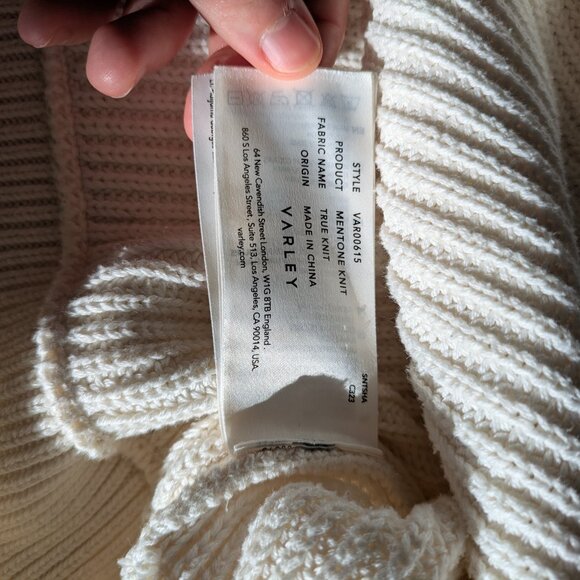 STYLE VAR00615
PRODUCT MENTONE KNIT
FABRIC NAME TRUE KNIT
ORIGIN MADE IN CHINA
VARLEY
64 New Cavendish Street London, W1G 8TB England.
860 S Los Angeles Street, Suite 513, Los Angeles, CA 90014, USA.
varley.com
SNTSHA